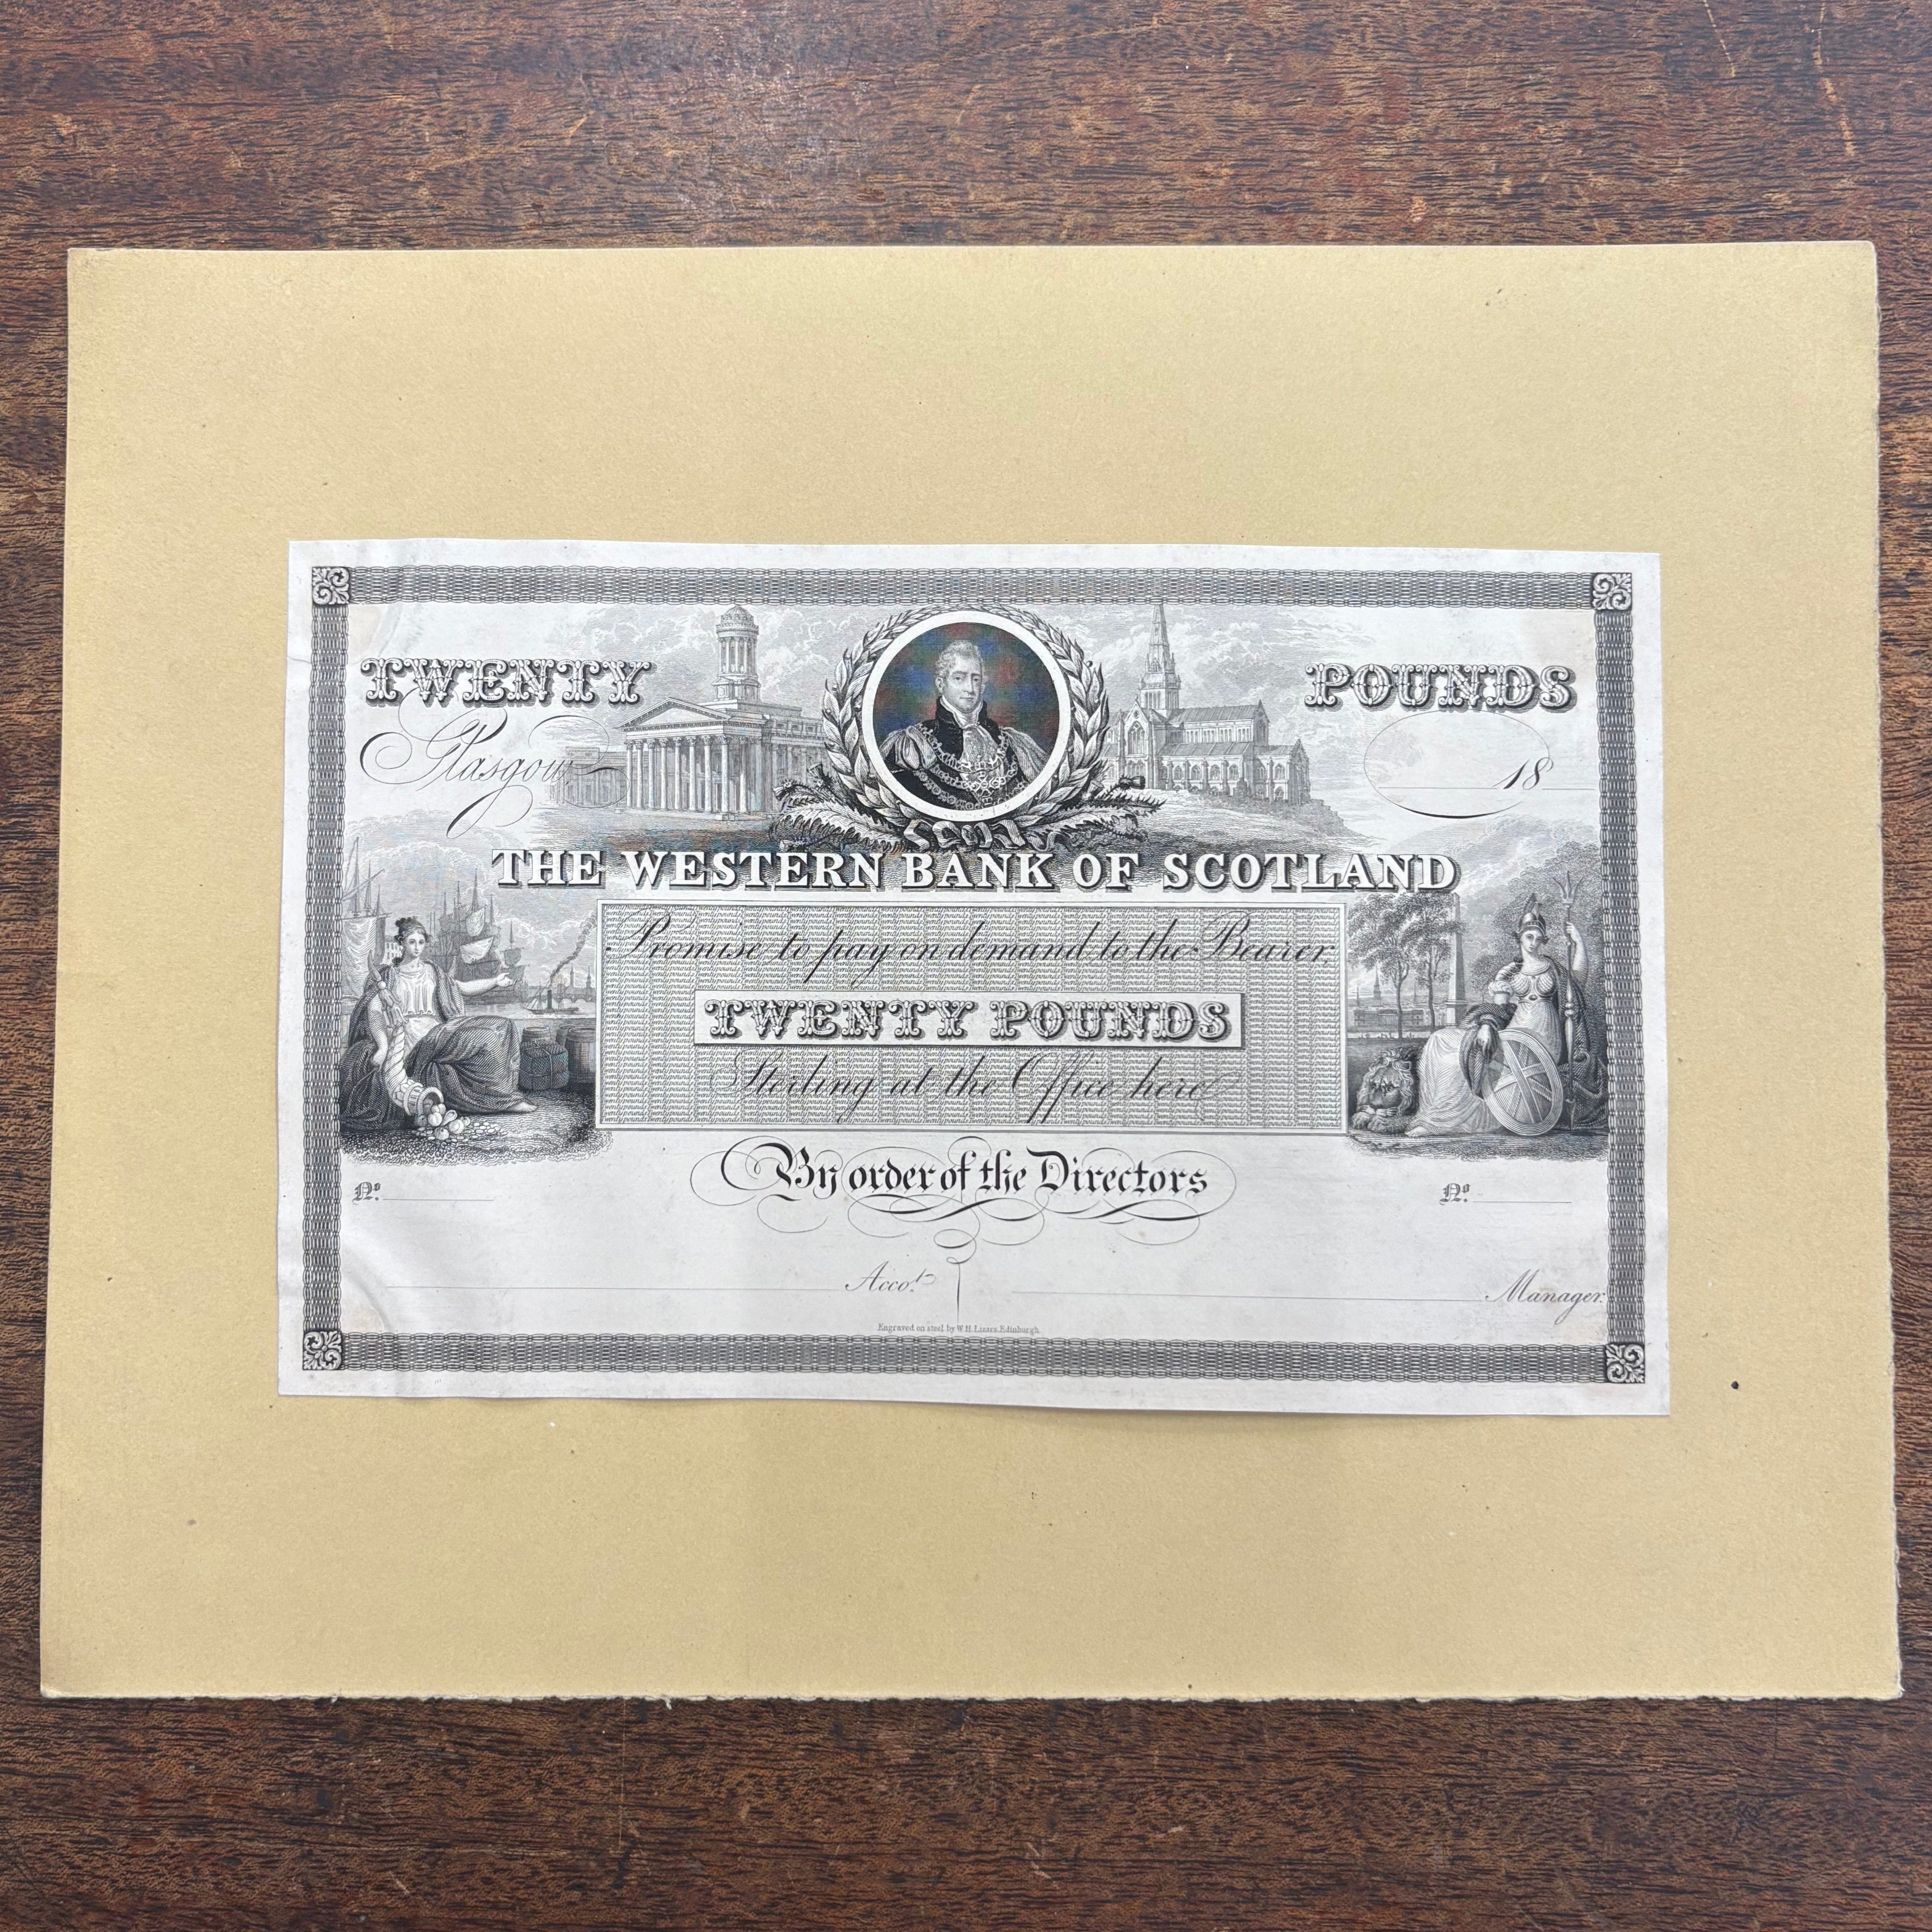 TWENTY POUNDS
Glasgow 18
THE WESTERN BANK OF SCOTLAND
Promise to pay on demand to the Bearer
TWENTY POUNDS
Sterling at the Office here
By order of the Directors
No. No.
Accot. Manager.
Engraved on steel by W.H. Lizars Edinburgh.